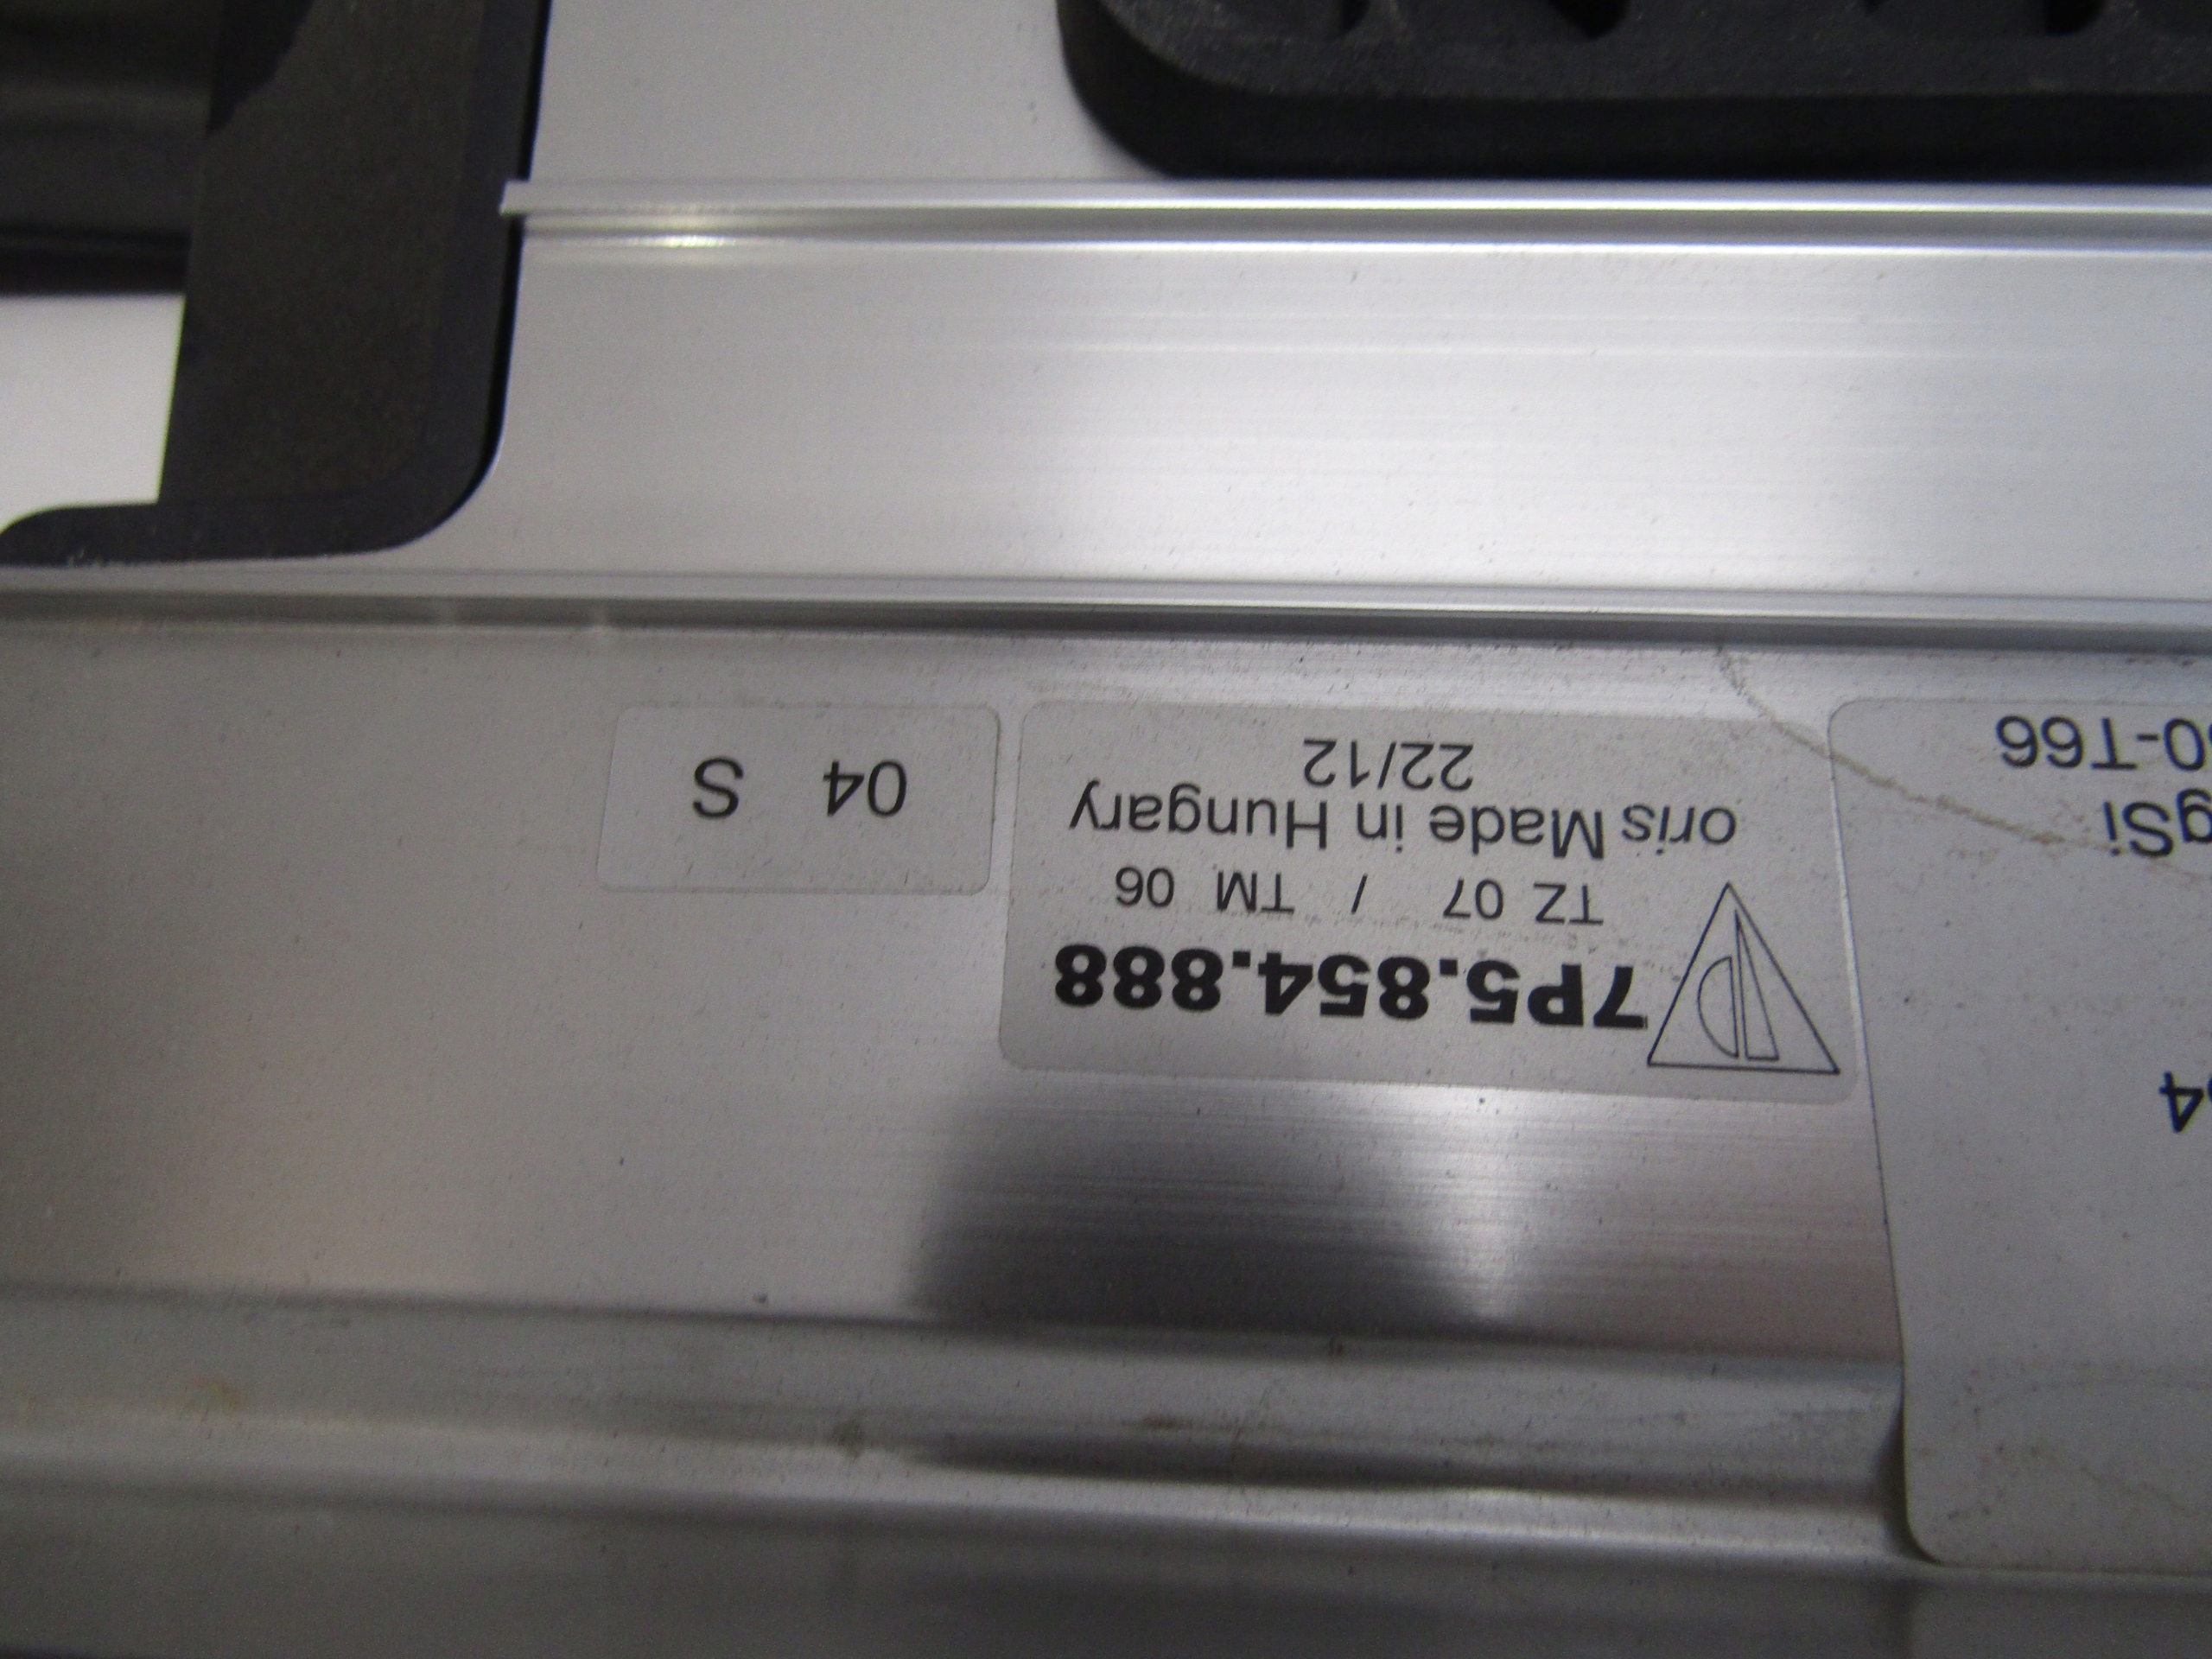 7P5.854.888
TZ 07 / TM 06
oris Made in Hungary
22/12
04 S
4
gSi
0-T66